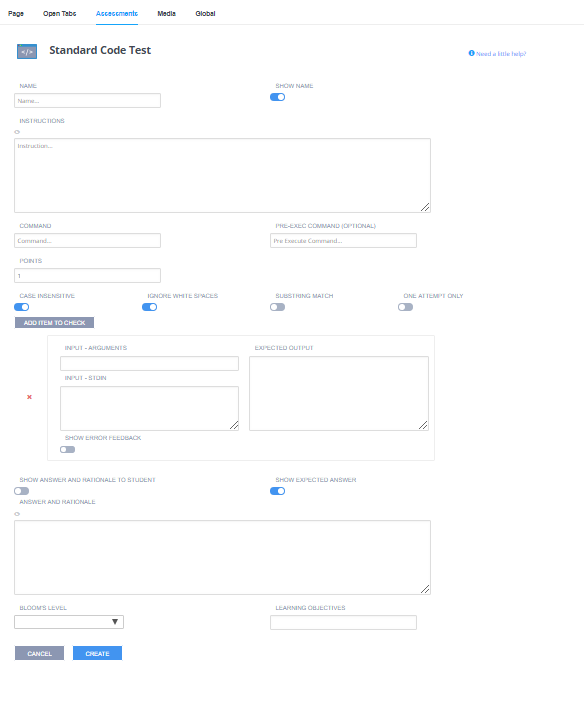 Page Open Tabs Assessments Media Global
</> Standard Code Test
Need a little help?
NAME SHOW NAME
Name...
INSTRUCTIONS
Instruction...
COMMAND PRE-EXEC COMMAND (OPTIONAL)
Command... Pre Execute Command...
POINTS
1
CASE INSENSITIVE IGNORE WHITE SPACES SUBSTRING MATCH ONE ATTEMPT ONLY
ADD ITEM TO CHECK
INPUT - ARGUMENTS EXPECTED OUTPUT
INPUT - STDIN
SHOW ERROR FEEDBACK
SHOW ANSWER AND RATIONALE TO STUDENT SHOW EXPECTED ANSWER
ANSWER AND RATIONALE
BLOOM'S LEVEL LEARNING OBJECTIVES
CANCEL CREATE